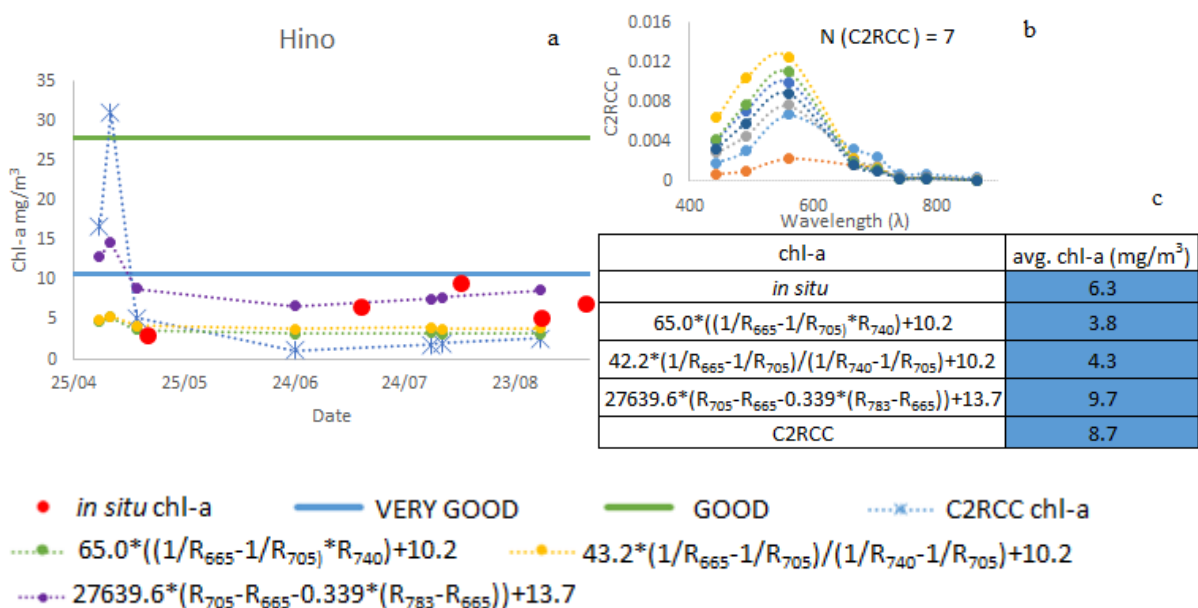 Hino
a
35
30
25
20
15
10
5
0
Chl-a mg/m³
25/04 25/05 24/06 24/07 23/08
Date
N (C2RCC) = 7
b
0.016
0.012
0.008
0.004
0
C2RCC ρ
400 600 800
Wavelength (λ)
c
chl-a avg. chl-a (mg/m³)
in situ 6.3
65.0*((1/R₆₆₅-1/R₇₀₅)*R₇₄₀)+10.2 3.8
42.2*(1/R₆₆₅-1/R₇₀₅)/(1/R₇₄₀-1/R₇₀₅)+10.2 4.3
27639.6*(R₇₀₅-R₆₆₅-0.339*(R₇₈₃-R₆₆₅))+13.7 9.7
C2RCC 8.7
in situ chl-a VERY GOOD GOOD C2RCC chl-a
65.0*((1/R₆₆₅-1/R₇₀₅)*R₇₄₀)+10.2 43.2*(1/R₆₆₅-1/R₇₀₅)/(1/R₇₄₀-1/R₇₀₅)+10.2
27639.6*(R₇₀₅-R₆₆₅-0.339*(R₇₈₃-R₆₆₅))+13.7